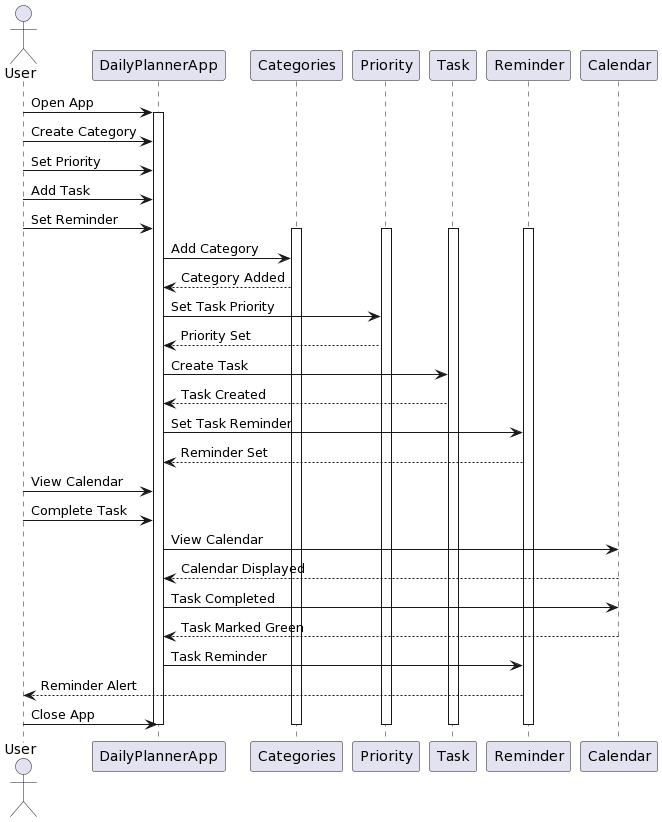 User
DailyPlannerApp
Categories
Priority
Task
Reminder
Calendar
Open App
Create Category
Set Priority
Add Task
Set Reminder
Add Category
Category Added
Set Task Priority
Priority Set
Create Task
Task Created
Set Task Reminder
Reminder Set
View Calendar
Complete Task
View Calendar
Calendar Displayed
Task Completed
Task Marked Green
Task Reminder
Reminder Alert
Close App
User
DailyPlannerApp
Categories
Priority
Task
Reminder
Calendar